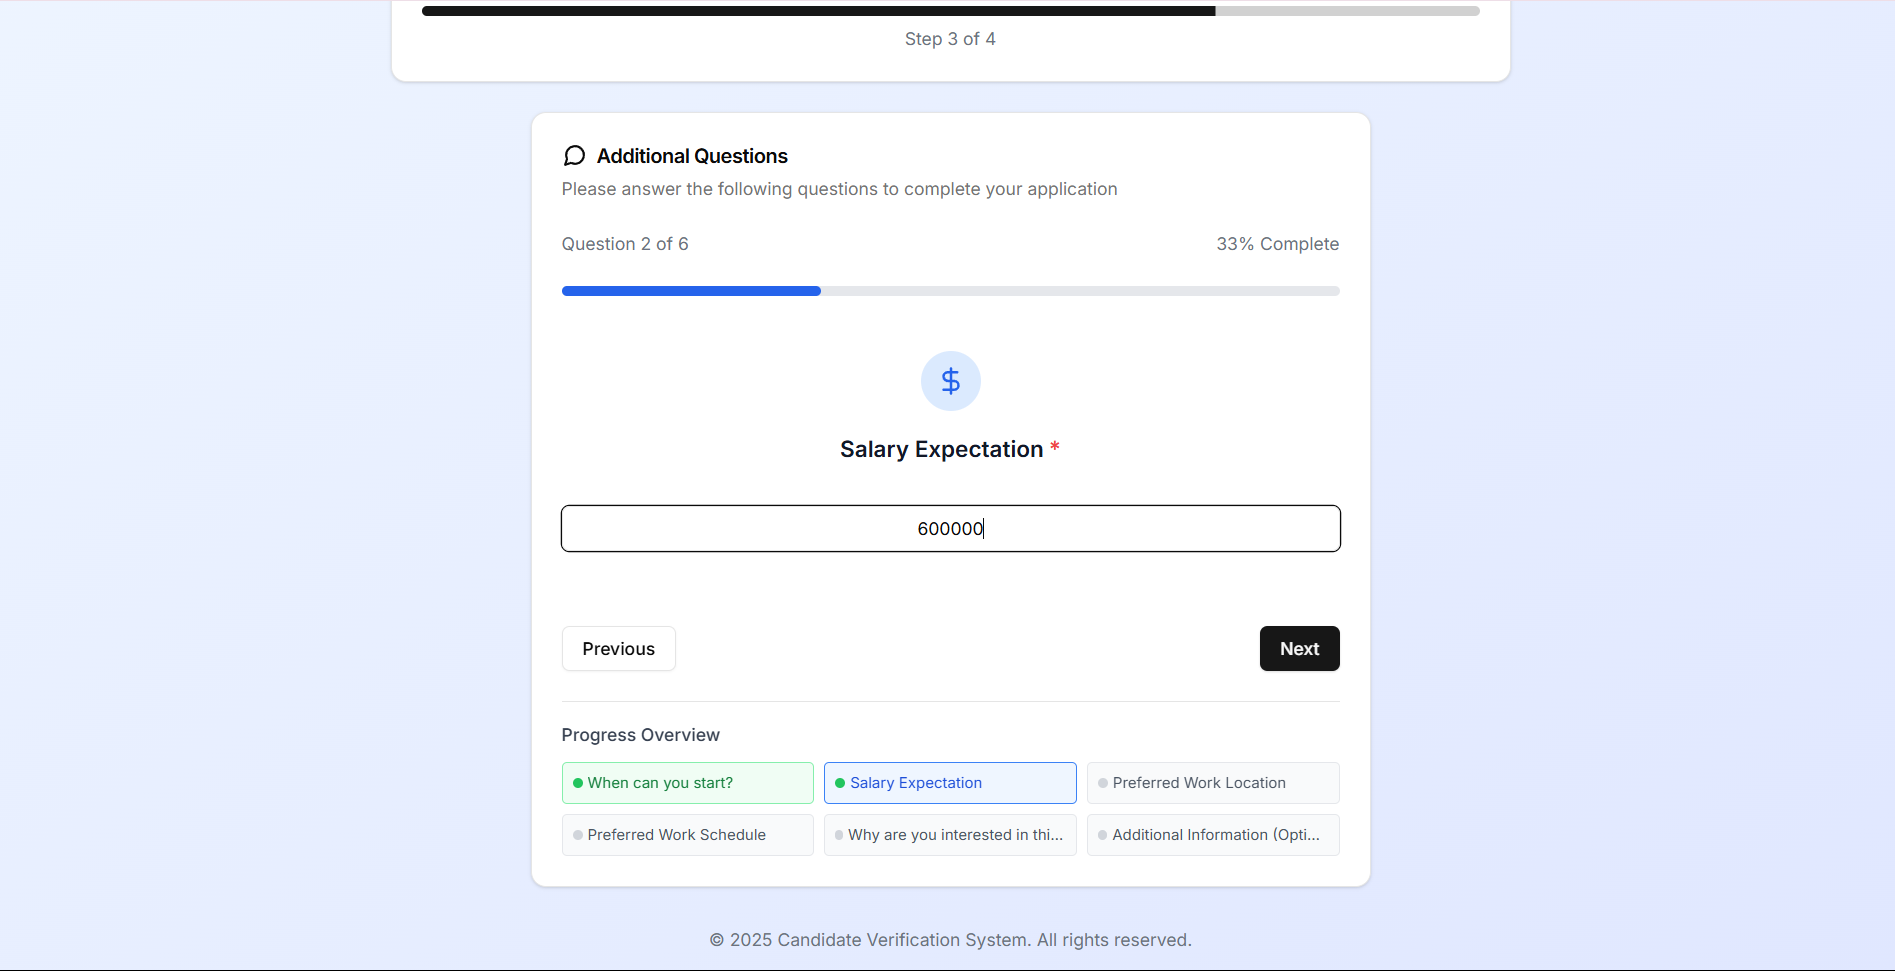 Step 3 of 4
Additional Questions
Please answer the following questions to complete your application
Question 2 of 6
33% Complete
$
Salary Expectation *
600000
Previous
Next
Progress Overview
When can you start?
Salary Expectation
Preferred Work Location
Preferred Work Schedule
Why are you interested in thi...
Additional Information (Opti...
© 2025 Candidate Verification System. All rights reserved.